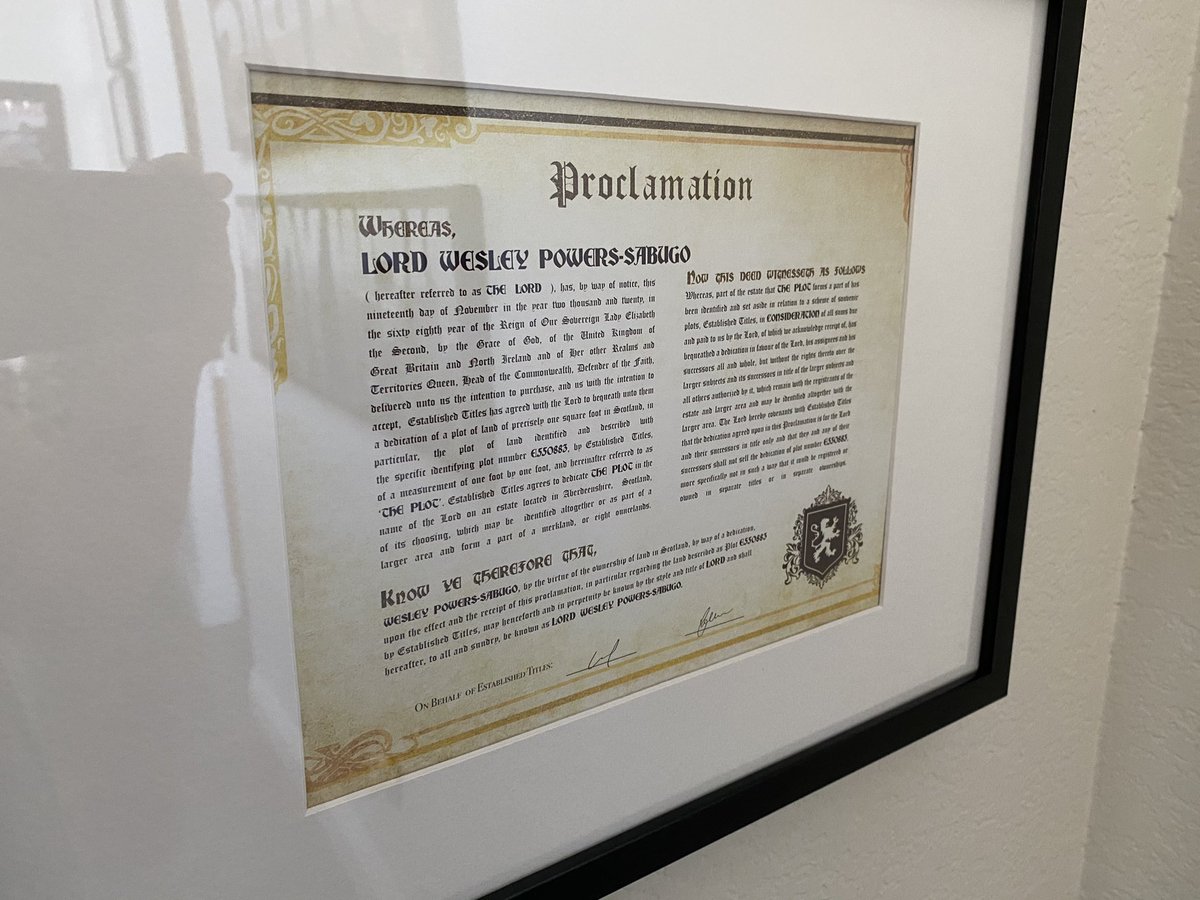 Proclamation
Whereas,
LORD WESLEY POWERS-SABUGO
( hereafter referred to as THE LORD ), has, by way of notice, this
nineteenth day of November in the year two thousand and twenty, in
the sixty eighth year of the Reign of Our Sovereign Lady Elizabeth
the Second, by the Grace of God, of the United Kingdom of
Great Britain and North Ireland and of Her other Realms and
Territories Queen, Head of the Commonwealth, Defender of the Faith,
delivered unto us the intention to purchase, and us with the intention to
accept, Established Titles has agreed with the Lord to bequeath unto them
a dedication of a plot of land of precisely one square foot in Scotland, in
particular, the plot of land identified and described with
the specific identifying plot number E550883, by Established Titles,
of a measurement of one foot by one foot, and hereinafter referred to as
'THE PLOT'. Established Titles agrees to dedicate THE PLOT in the
name of the Lord on an estate located in Aberdeenshire, Scotland,
of its choosing, which may be identified altogether or as part of a
larger area and form a part of a merkland, or eight ouncelands.
Now this deed witnesseth as follows
Whereas, part of the estate that THE PLOT forms a part of has
been identified and set aside in relation to a scheme of souvenir
plots, Established Titles, in CONSIDERATION of all sums due
and paid to us by the Lord, of which we acknowledge receipt of, has
bequeathed a dedication in favour of the Lord, his assignees and his
successors all and whole, but without the rights thereto over the
larger subjects and its successors in title of the larger subjects and
all others authorized by it, which remain with the registrants of the
estate and larger area and may be identified altogether with the
larger area. The Lord hereby covenants with Established Titles
that the dedication agreed upon in this Proclamation is for the Lord
and their successors in title only and that they and any of their
successors shall not sell the dedication of plot number E550883,
more specifically not in such a way that it could be registered or
owned in separate titles or in separate ownerships.
Know ye therefore that,
WESLEY POWERS-SABUGO, by the virtue of the ownership of land in Scotland, by way of a dedication,
upon the effect and the receipt of this proclamation, in particular regarding the land described as Plot E550883
by Established Titles, may henceforth and in perpetuity be known by the style and title of LORD and shall
hereafter, to all and sundry, be known as LORD WESLEY POWERS-SABUGO.
On Behalf of Established Titles: